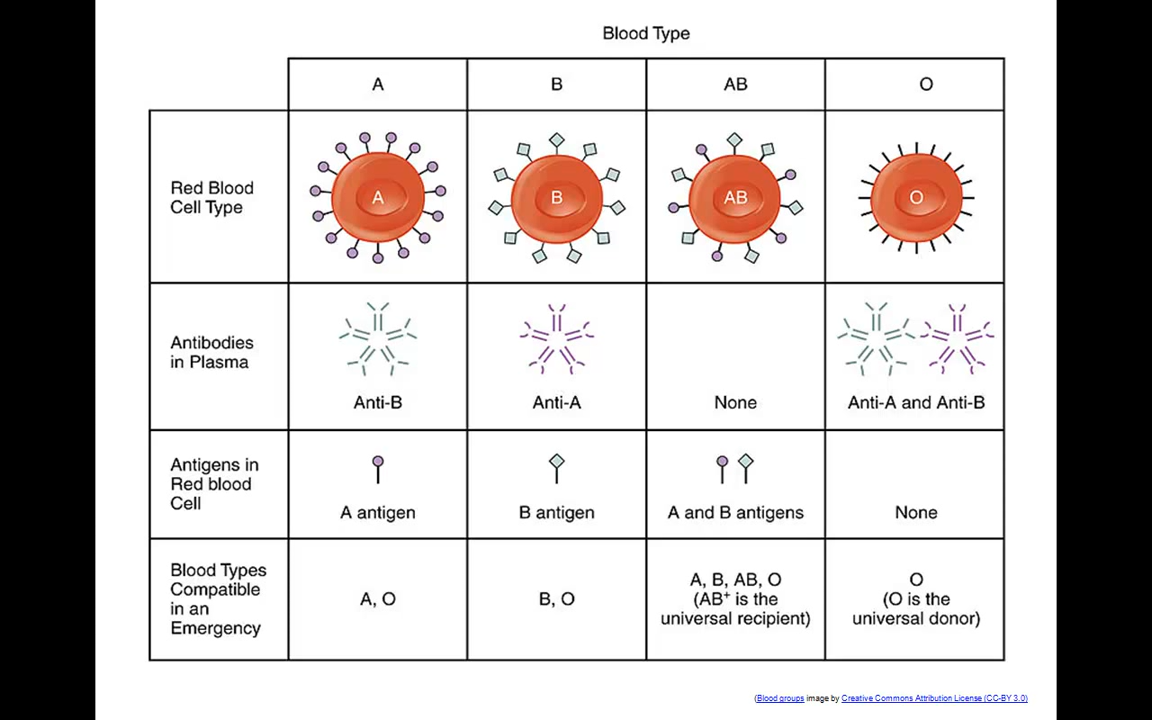 Blood Type
A
B
AB
O
Red Blood
Cell Type
A
B
AB
O
Antibodies
in Plasma
Anti-B
Anti-A
None
Anti-A and Anti-B
Antigens in
Red blood
Cell
A antigen
B antigen
A and B antigens
None
Blood Types
Compatible
in an
Emergency
A, O
B, O
A, B, AB, O
(AB⁺ is the
universal recipient)
O
(O is the
universal donor)
(Blood groups image by Creative Commons Attribution License (CC-BY 3.0)